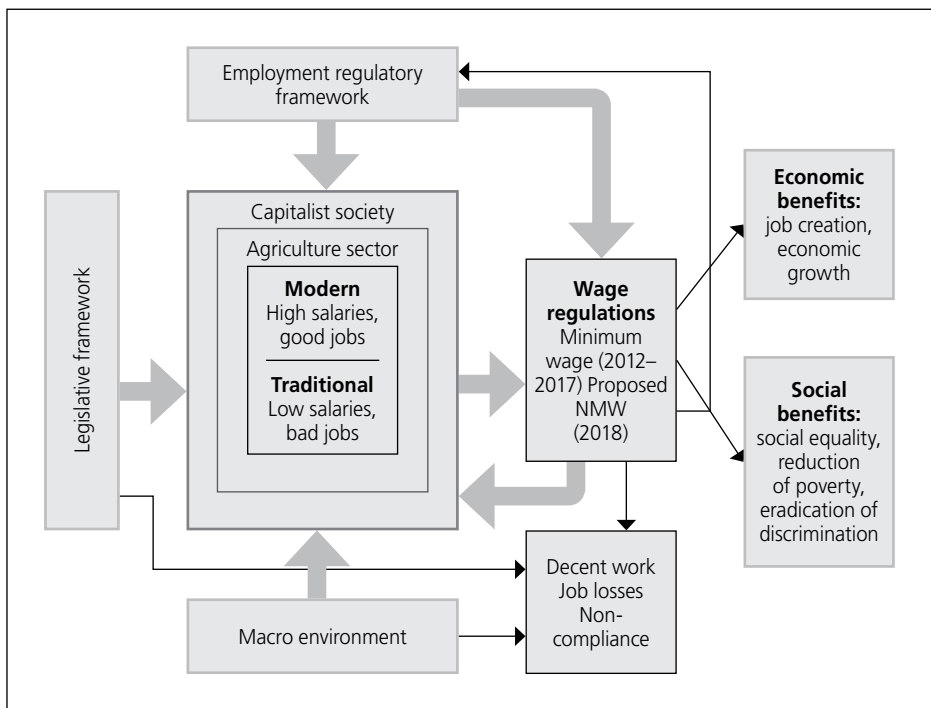 Employment regulatory
framework
Legislative framework
Capitalist society
Agriculture sector
Modern
High salaries,
good jobs
Traditional
Low salaries,
bad jobs
Wage
regulations
Minimum
wage (2012–
2017) Proposed
NMW
(2018)
Economic
benefits:
job creation,
economic
growth
Social
benefits:
social equality,
reduction
of poverty,
eradication of
discrimination
Decent work
Job losses
Non-
compliance
Macro environment